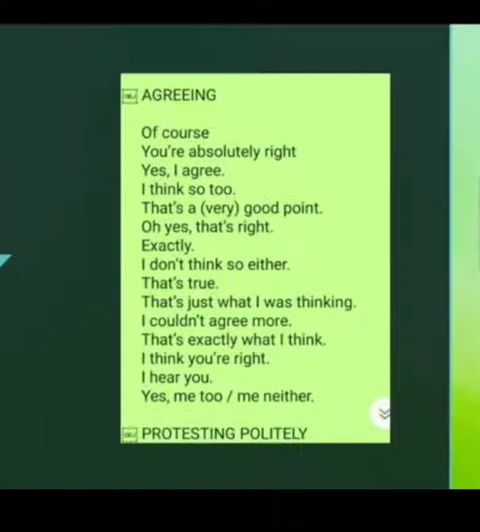 AGREEING
Of course
You're absolutely right
Yes, I agree.
I think so too.
That's a (very) good point.
Oh yes, that's right.
Exactly.
I don't think so either.
That's true.
That's just what I was thinking.
I couldn't agree more.
That's exactly what I think.
I think you're right.
I hear you.
Yes, me too / me neither.
PROTESTING POLITELY